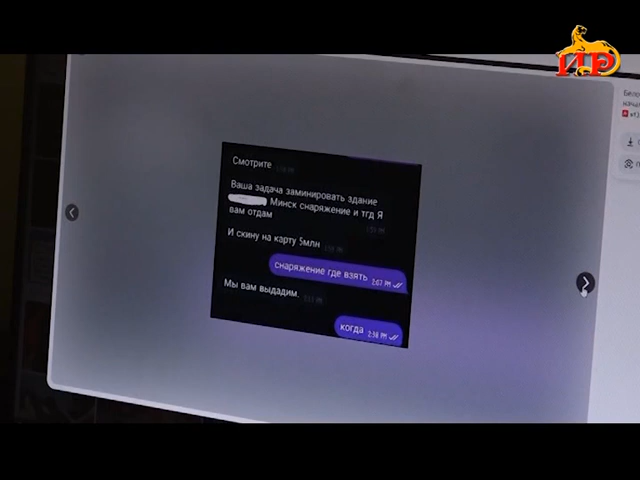 ПР
Смотрите
Ваша задача заминировать здание
Минск снаряжение и тгд Я
вам отдам
И скину на карту 5млн
снаряжение где взять 2:07 PM
Мы вам выдадим.
когда 2:38 PM